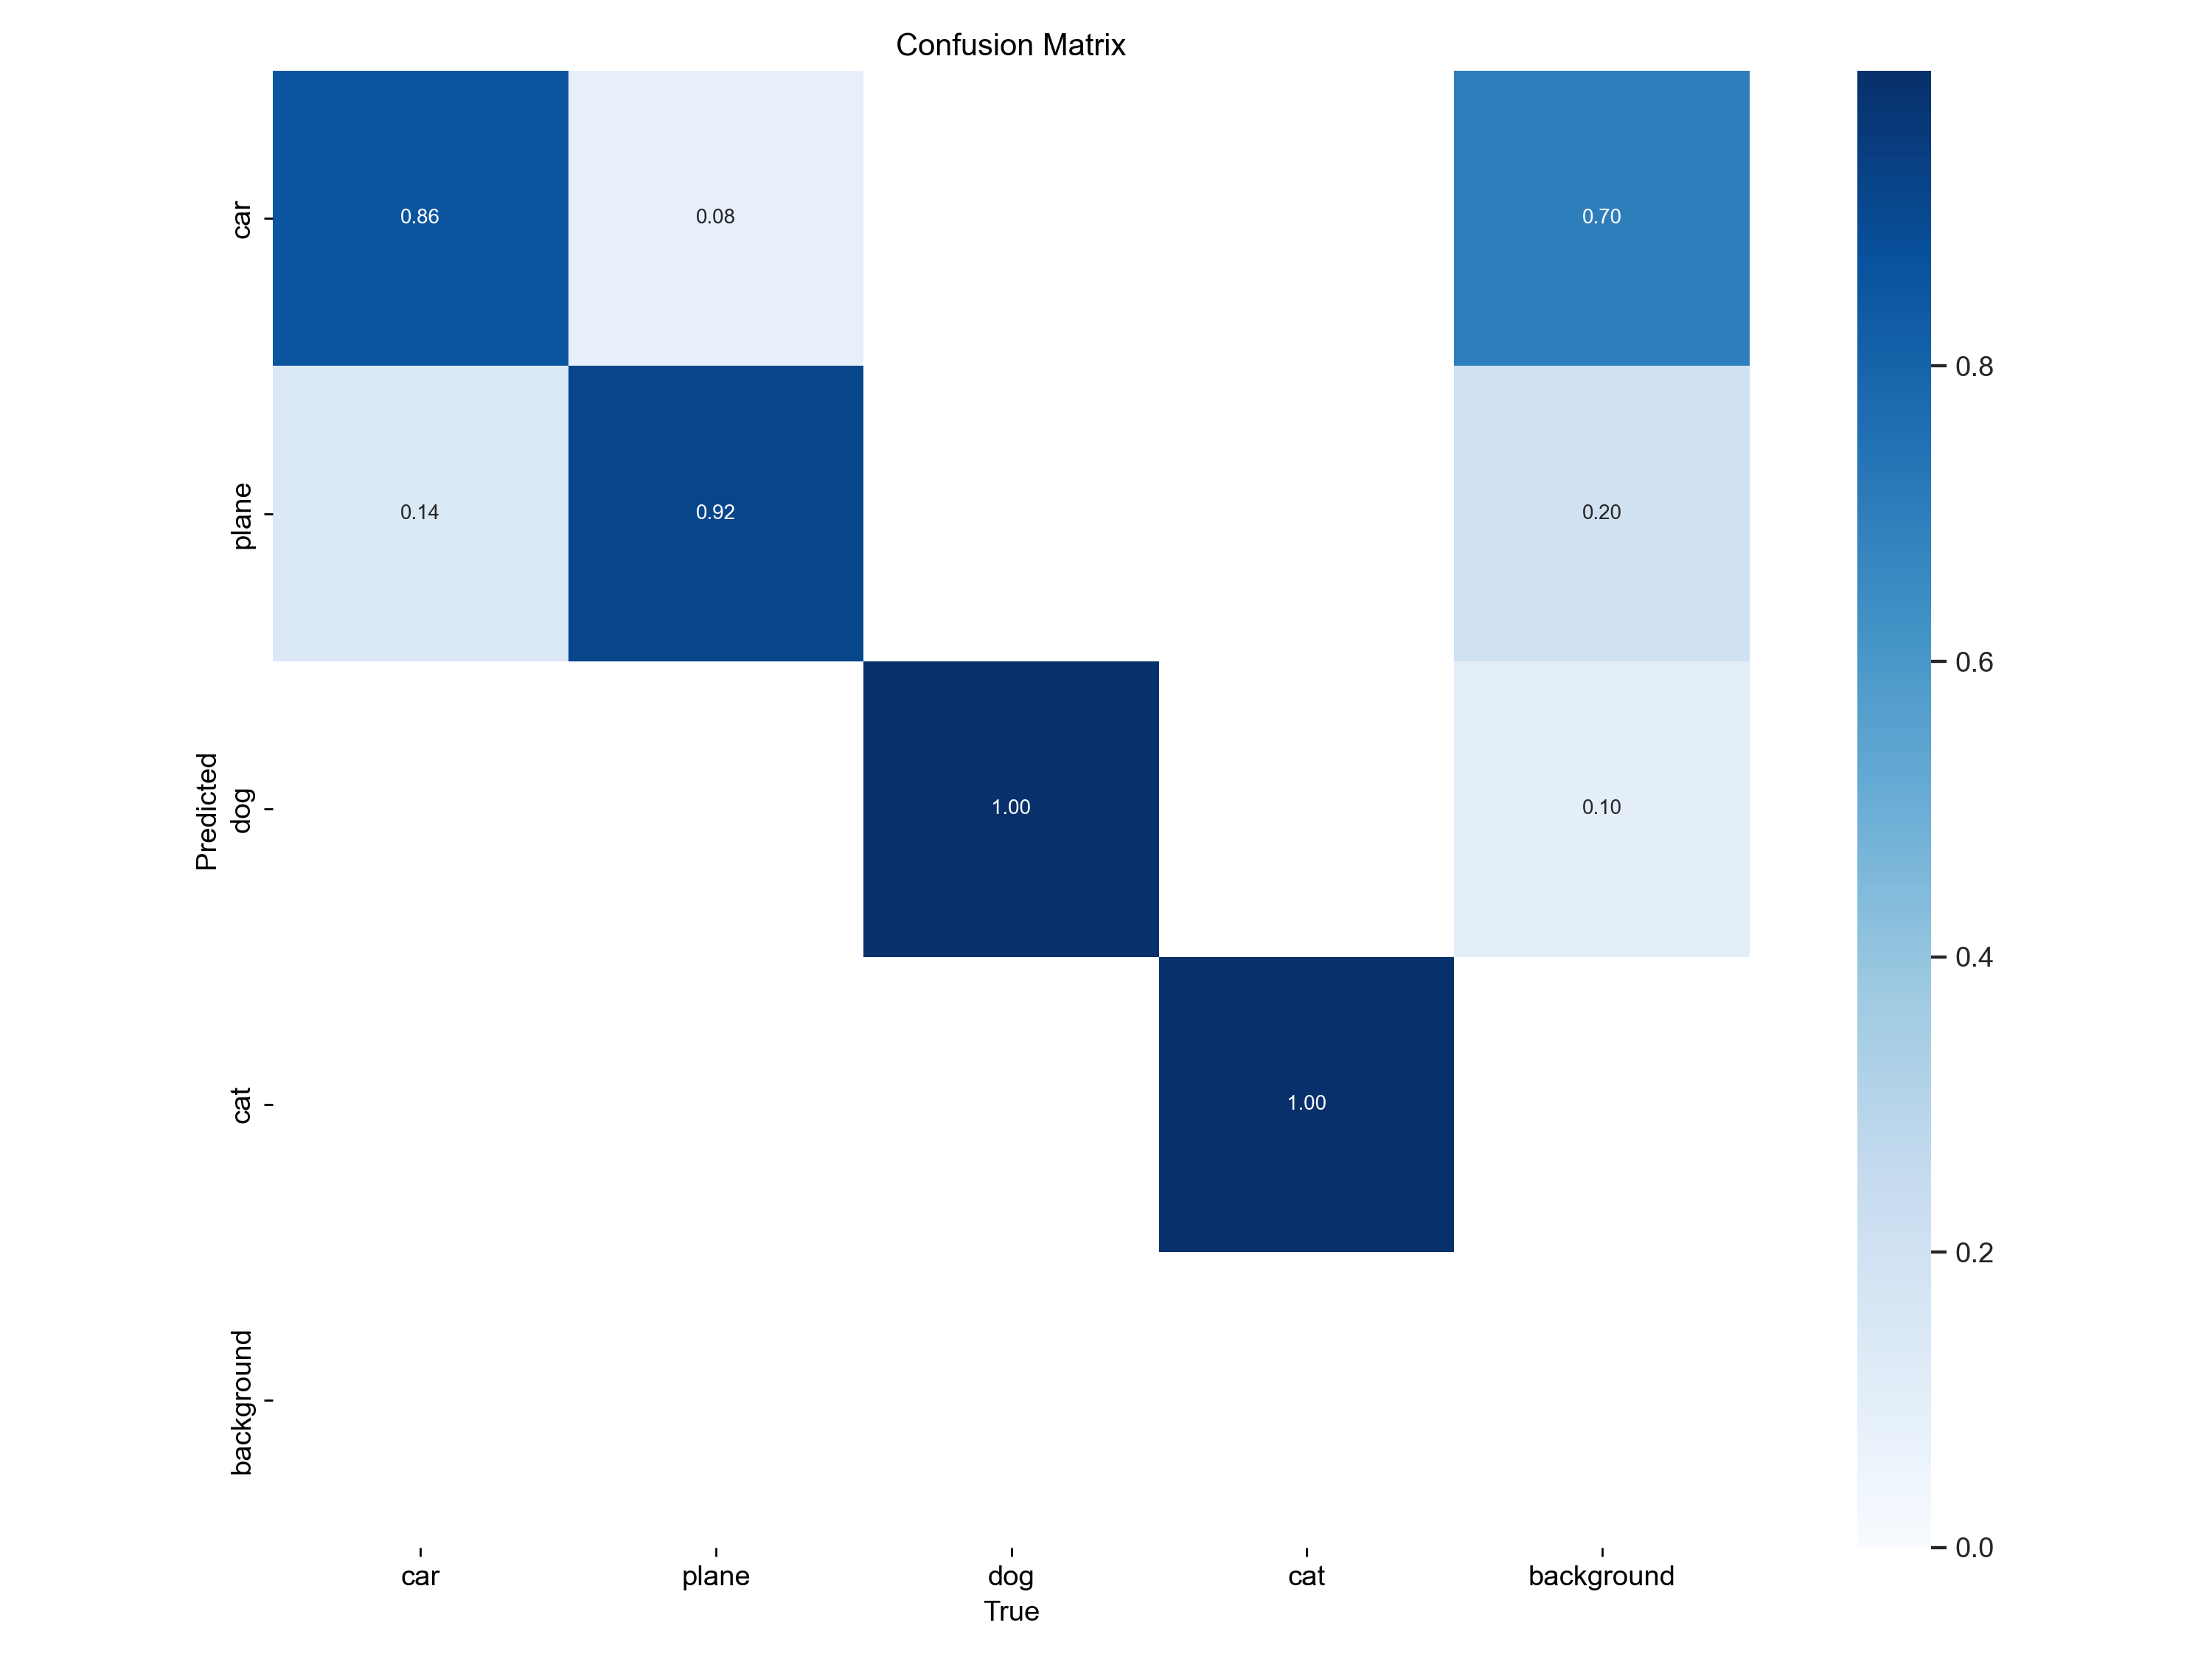 Confusion Matrix
car
0.86
0.08
0.70
0.8
plane
0.14
0.92
0.20
0.6
Predicted
dog
1.00
0.10
0.4
cat
1.00
0.2
background
0.0
car
plane
dog
cat
background
True